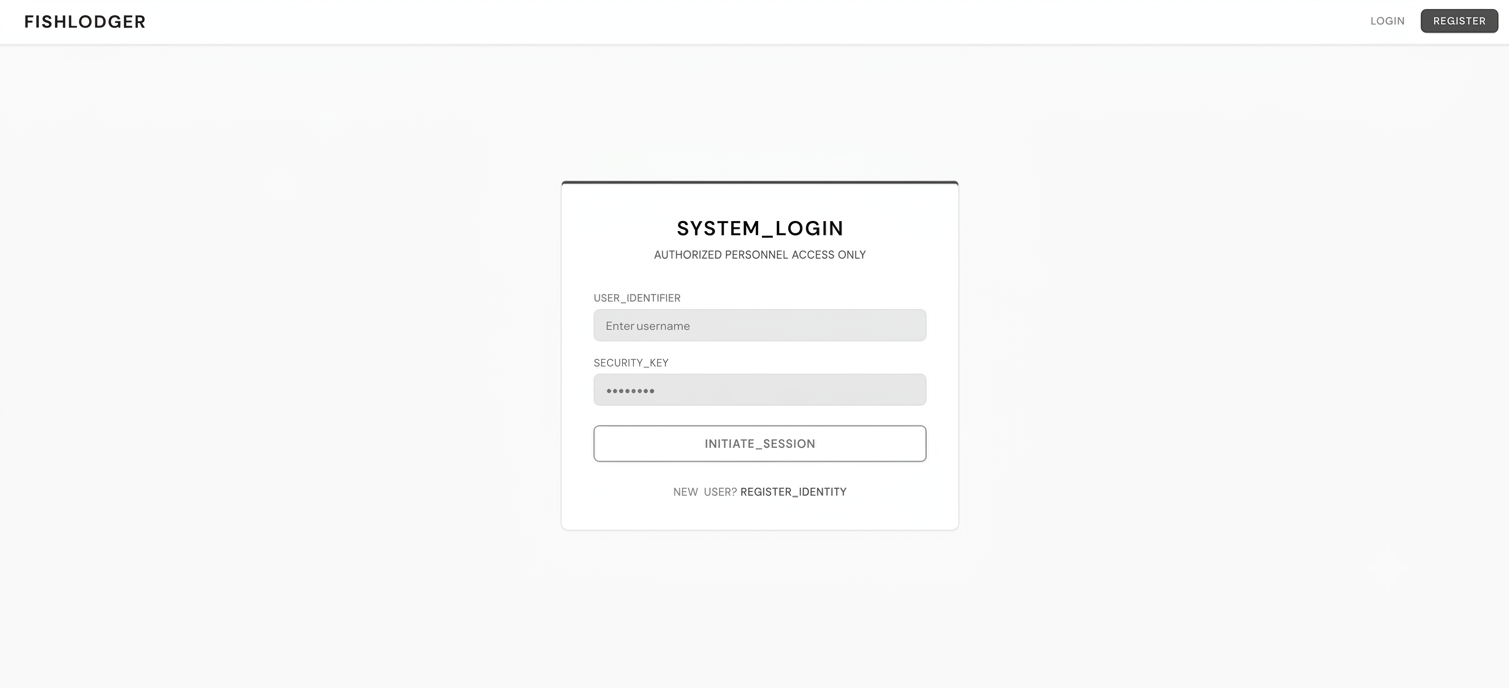 FISHLODGER
LOGIN
REGISTER
SYSTEM_LOGIN
AUTHORIZED PERSONNEL ACCESS ONLY
USER_IDENTIFIER
Enter username
SECURITY_KEY
••••••••
INITIATE_SESSION
NEW USER? REGISTER_IDENTITY